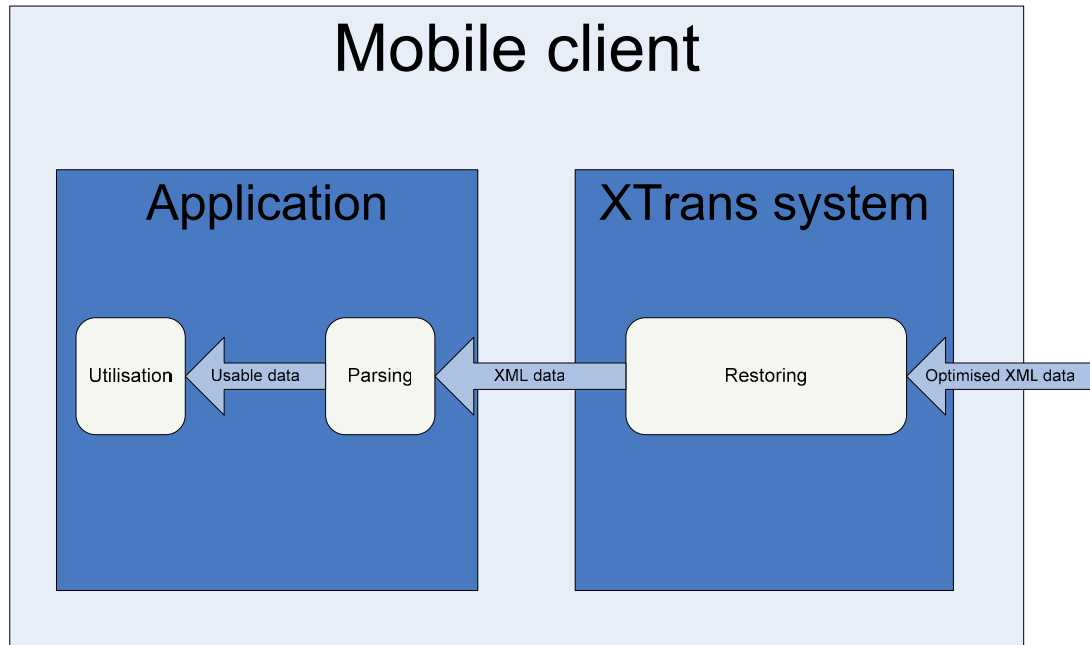 Mobile client
Application
XTrans system
Utilisation
Usable data
Parsing
XML data
Restoring
Optimised XML data